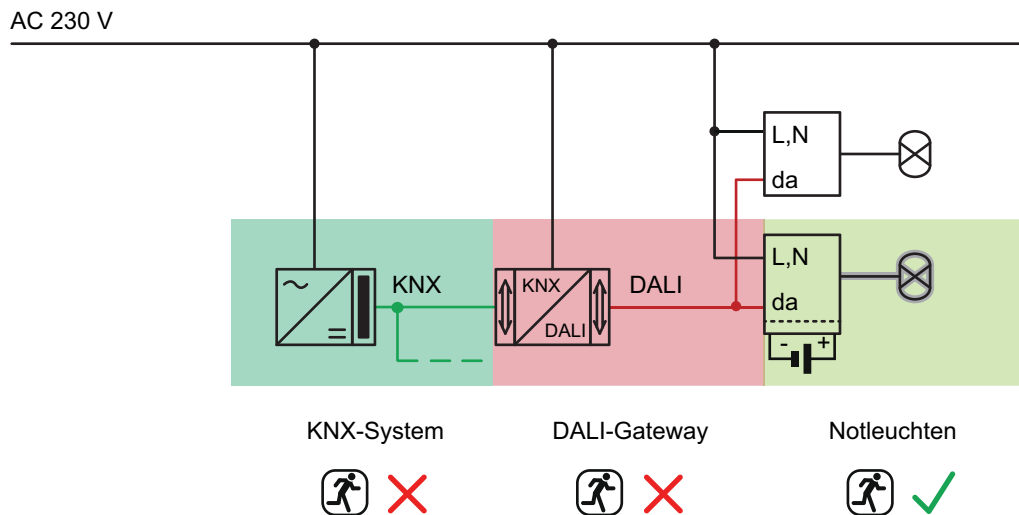 AC 230 V
L,N
da
L,N
KNX
KNX
DALI
DALI
da
- +
KNX-System
DALI-Gateway
Notleuchten